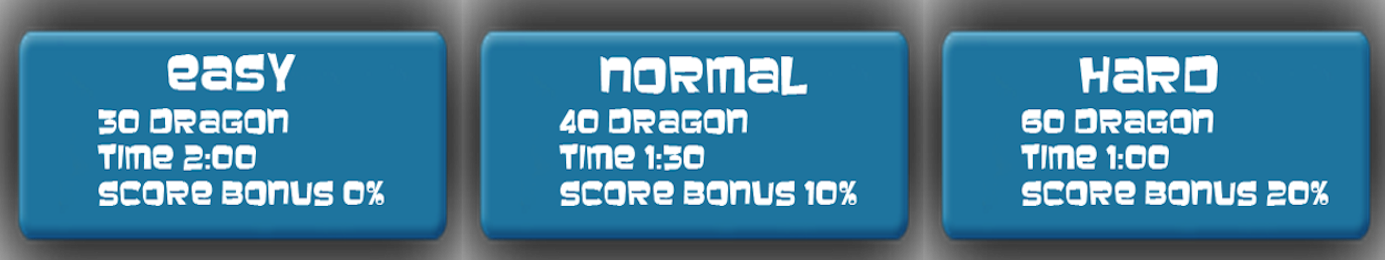 easy
30 Dragon
Time 2:00
Score Bonus 0%
normal
40 Dragon
Time 1:30
Score Bonus 10%
Hard
60 Dragon
Time 1:00
Score Bonus 20%